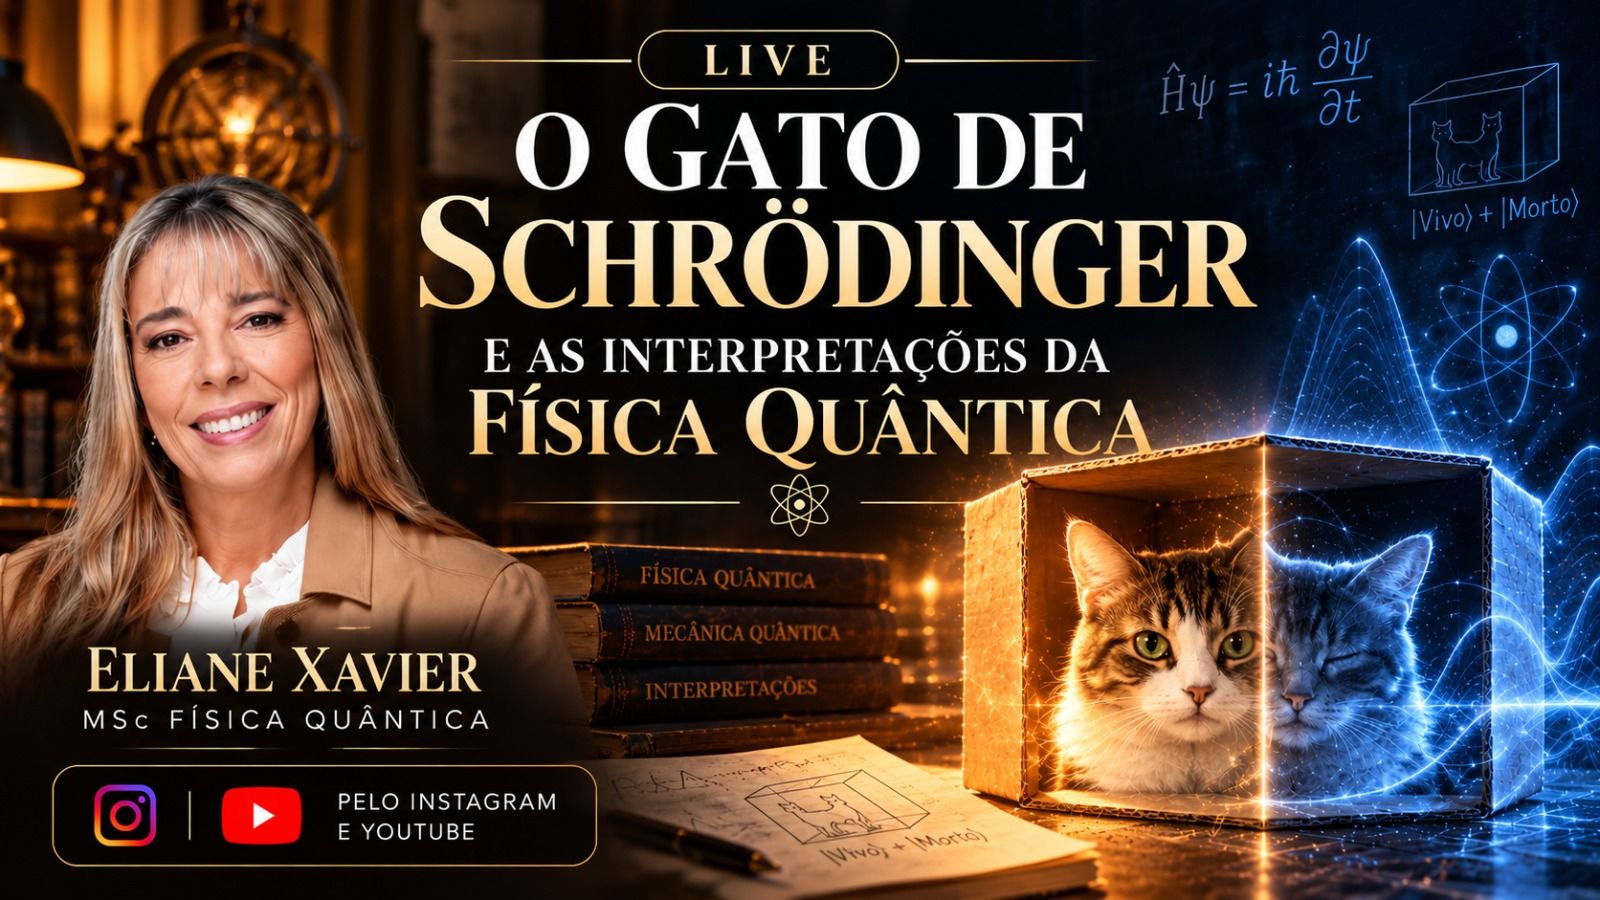 LIVE
O GATO DE
SCHRÖDINGER
E AS INTERPRETAÇÕES DA
FÍSICA QUÂNTICA
Ĥψ = iħ ∂ψ/∂t
|Vivo⟩ + |Morto⟩
FÍSICA QUÂNTICA
MECÂNICA QUÂNTICA
INTERPRETAÇÕES
|Vivo⟩ + |Morto⟩
ELIANE XAVIER
MSc FÍSICA QUÂNTICA
PELO INSTAGRAM
E YOUTUBE